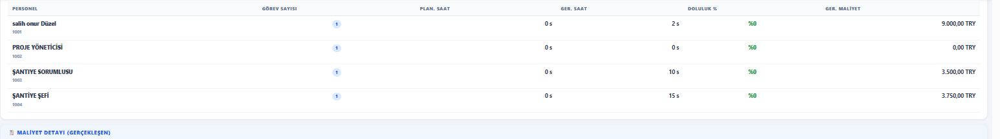 PERSONEL GÖREV SAYISI PLAN. SAAT GER. SAAT DOLULUK % GER. MALİYET
salih onur Düzel 1 0 s 2 s %0 9.000,00 TRY
1001
PROJE YÖNETİCİSİ 1 0 s 0 s %0 0,00 TRY
1002
ŞANTIYE SORUMLUSU 1 0 s 10 s %0 3.500,00 TRY
1003
ŞANTİYE ŞEFİ 1 0 s 15 s %0 3.750,00 TRY
1004
MALİYET DETAYI (GERÇEKLEŞEN)